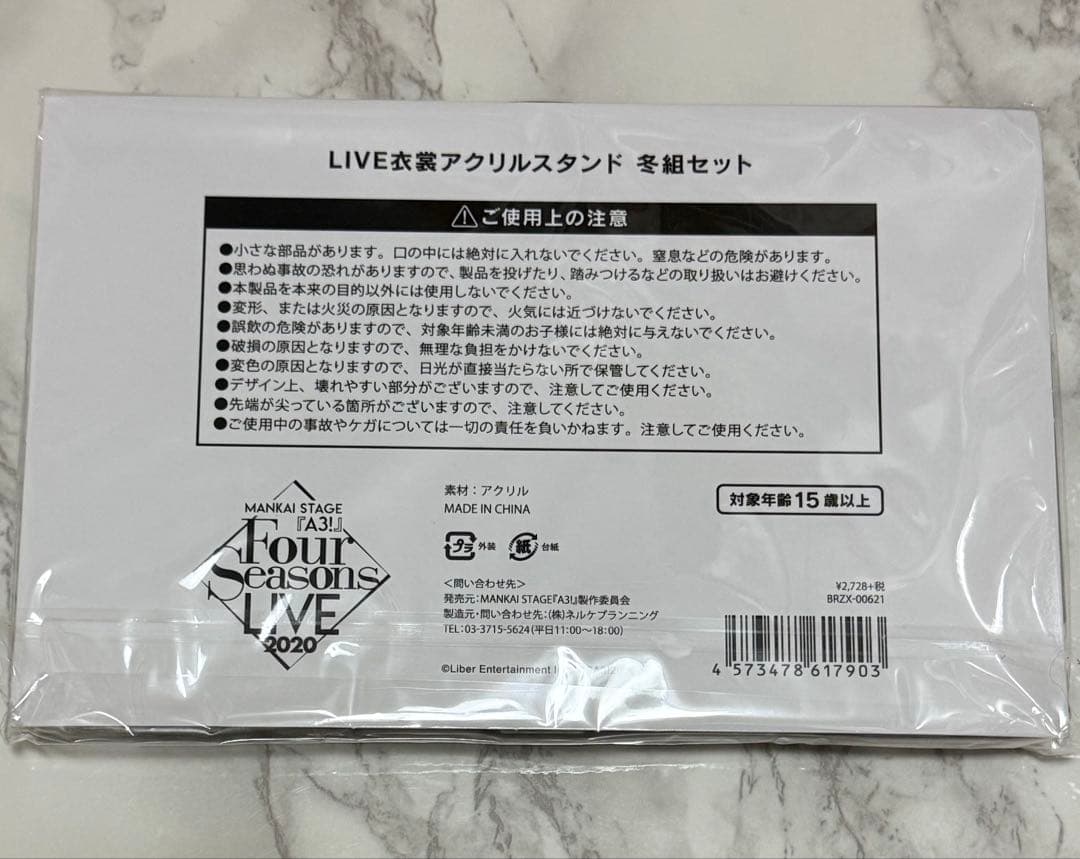 LIVE衣裳アクリルスタンド 冬組セット
⚠ご使用上の注意
●小さな部品があります。口の中には絶対に入れないでください。窒息などの危険があります。
●思わぬ事故の恐れがありますので、製品を投げたり、踏みつけるなどの取り扱いはお避けください。
●本製品を本来の目的以外には使用しないでください。
●変形、または火災の原因となりますので、火気には近づけないでください。
●誤飲の危険がありますので、対象年齢未満のお子様には絶対に与えないでください。
●破損の原因となりますので、無理な負担をかけないでください。
●変色の原因となりますので、日光が直接当たらない所で保管してください。
●デザイン上、壊れやすい部分がございますので、注意してご使用ください。
●先端が尖っている箇所がございますので、注意してください。
●ご使用中の事故やケガについては一切の責任を負いかねます。注意してご使用ください。
MANKAI STAGE
『A3!』
Four
Seasons
LIVE
2020
素材：アクリル
MADE IN CHINA
プラ 外装 紙 台紙
＜問い合わせ先＞
発売元：MANKAI STAGE『A3!』製作委員会
製造元・問い合わせ先：(株)ネルケプランニング
TEL：03-3715-5624(平日11:00〜18:00)
©Liber Entertainment
対象年齢15歳以上
¥2,728+税
BRZX-00621
4 573478 617903